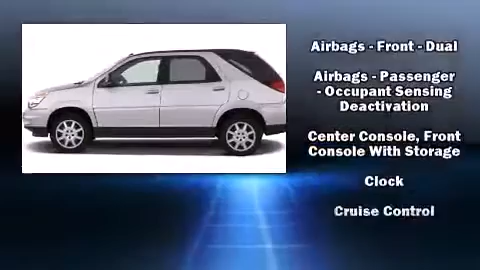 Airbags - Front - Dual
Airbags - Passenger
- Occupant Sensing
Deactivation
Center Console, Front
Console With Storage
Clock
Cruise Control